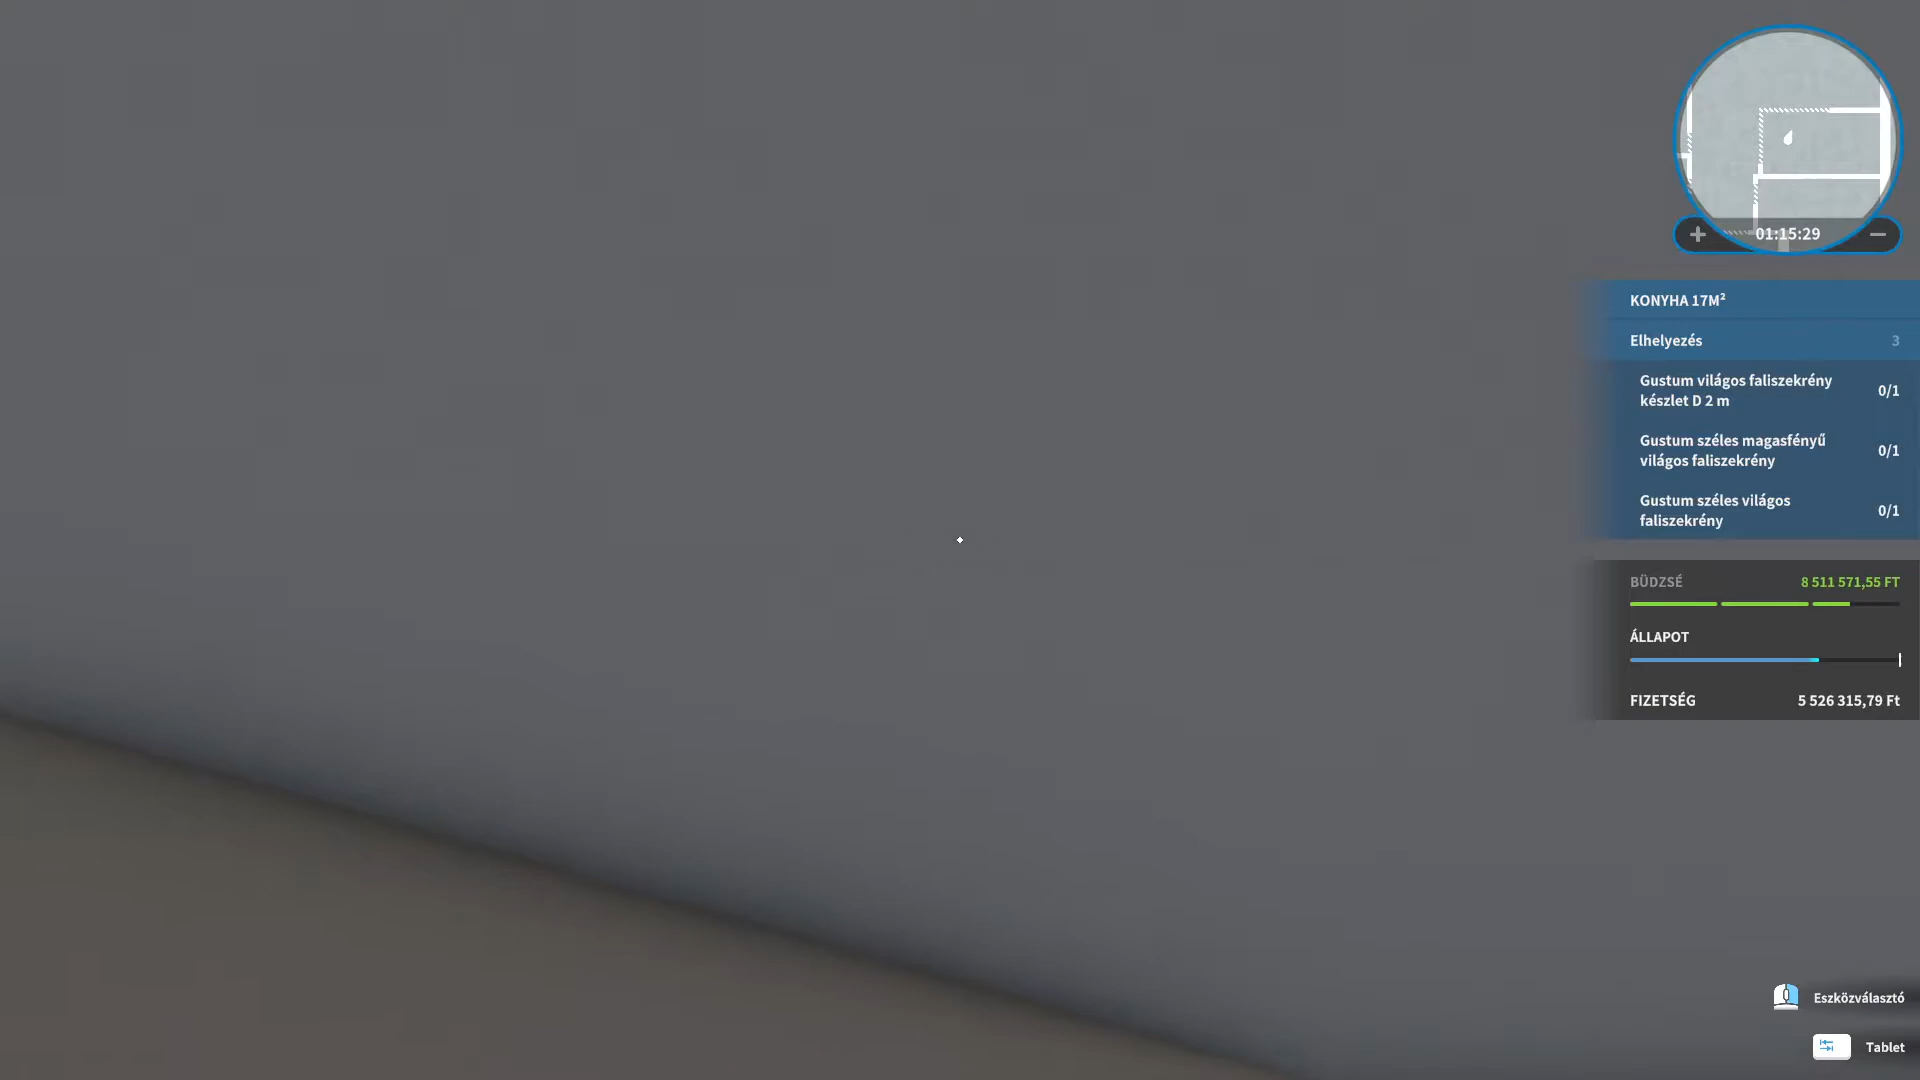 01:15:29
KONYHA 17M²
Elhelyezés 3
Gustum világos faliszekrény
készlet D 2 m 0/1
Gustum széles magasfényű
világos faliszekrény 0/1
Gustum széles világos
faliszekrény 0/1
BÜDZSÉ 8 511 571,55 FT
ÁLLAPOT
FIZETSÉG 5 526 315,79 Ft
Eszközválasztó
Tablet